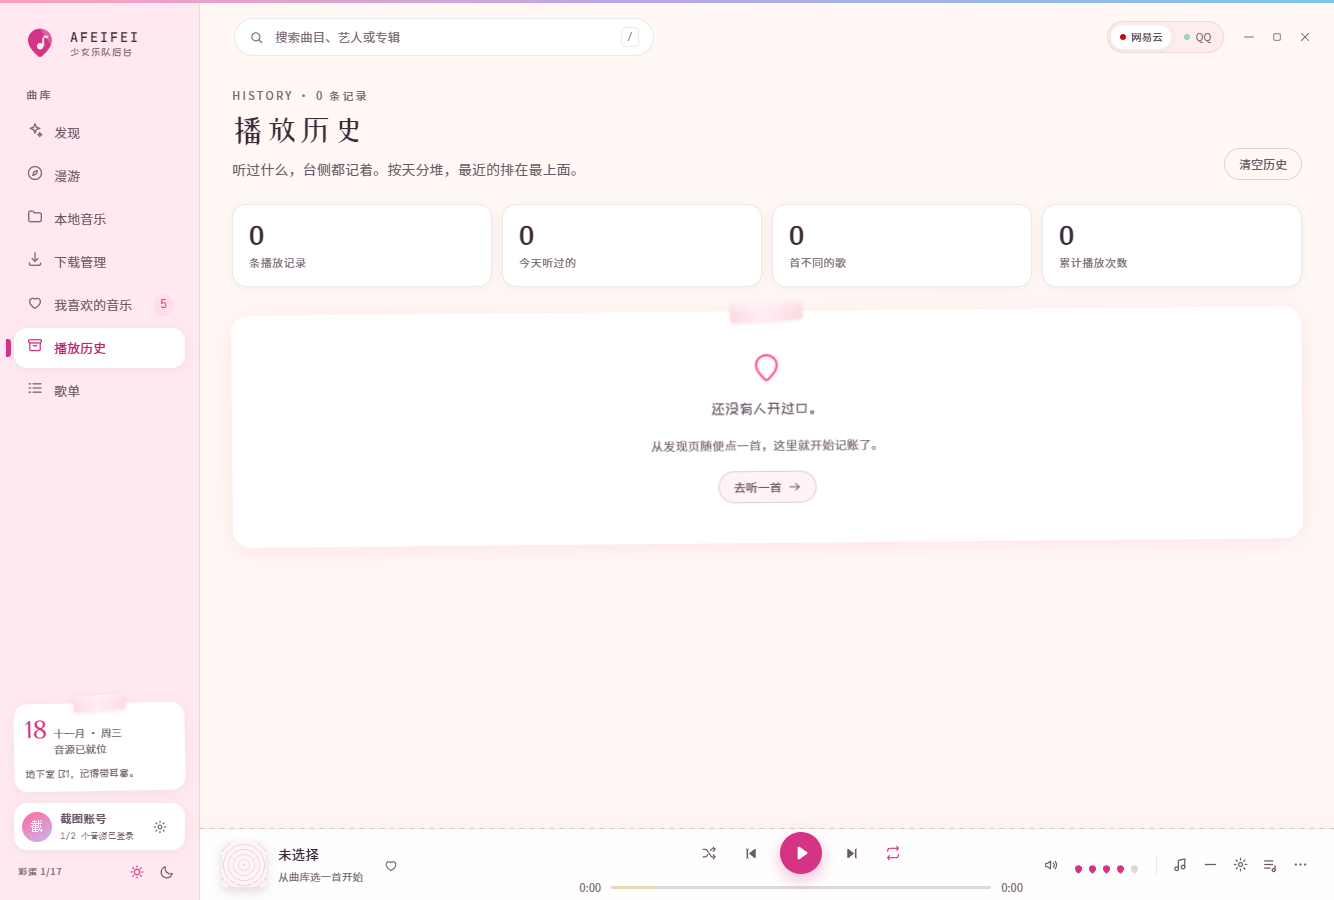 AFEIFEI
少女乐队后台
曲库
发现
漫游
本地音乐
下载管理
我喜欢的音乐 5
播放历史
歌单
18 十一月 · 周三
音源已就位
地下室 B1，记得带耳塞。
截 截图账号
1/2 个音源已登录
彩蛋 1/17
搜索曲目、艺人或专辑 /
网易云 QQ
HISTORY · 0 条记录
播放历史
听过什么，台侧都记着。按天分堆，最近的排在最上面。
清空历史
0
条播放记录
0
今天听过的
0
首不同的歌
0
累计播放次数
还没有人开过口。
从发现页随便点一首，这里就开始记账了。
去听一首
未选择
从曲库选一首开始
0:00 0:00